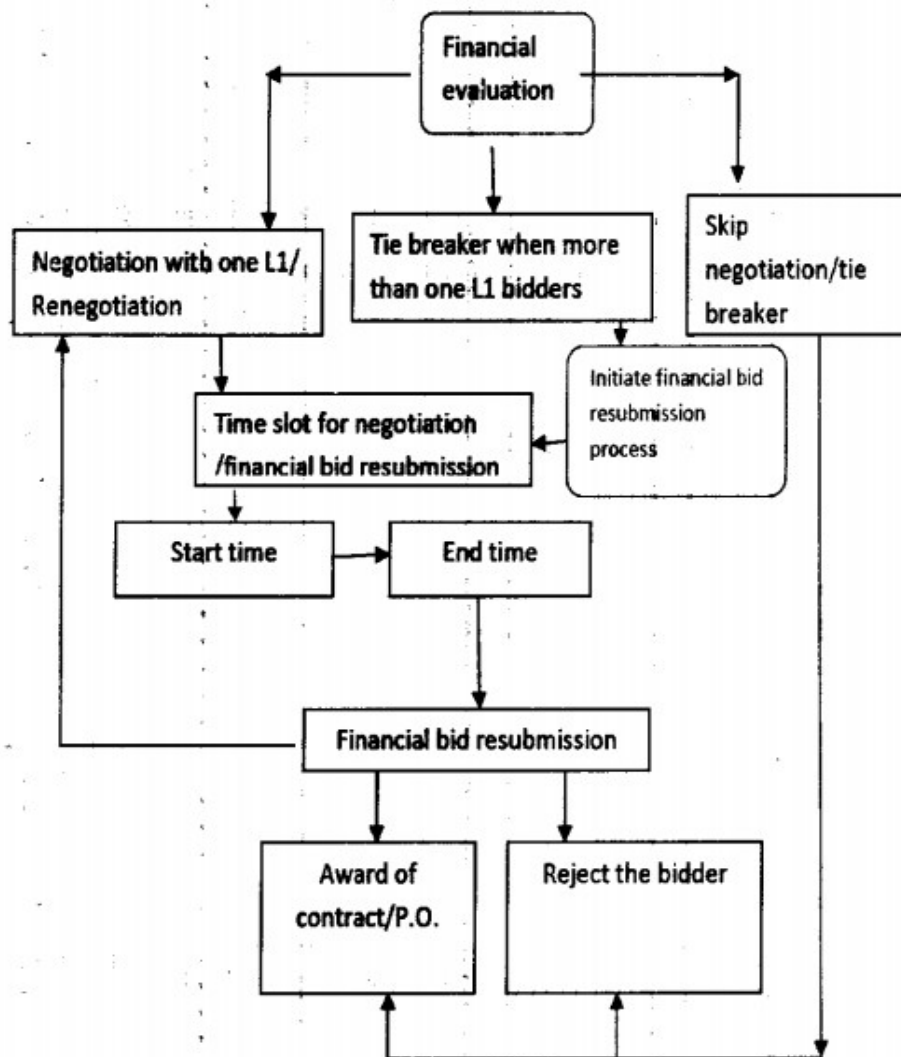 Financial
evaluation
Negotiation with one L1/
Renegotiation
Tie breaker when more
than one L1 bidders
Skip
negotiation/tie
breaker
Initiate financial bid
resubmission
process
Time slot for negotiation
/financial bid resubmission
Start time
End time
Financial bid resubmission
Award of
contract/P.O.
Reject the bidder